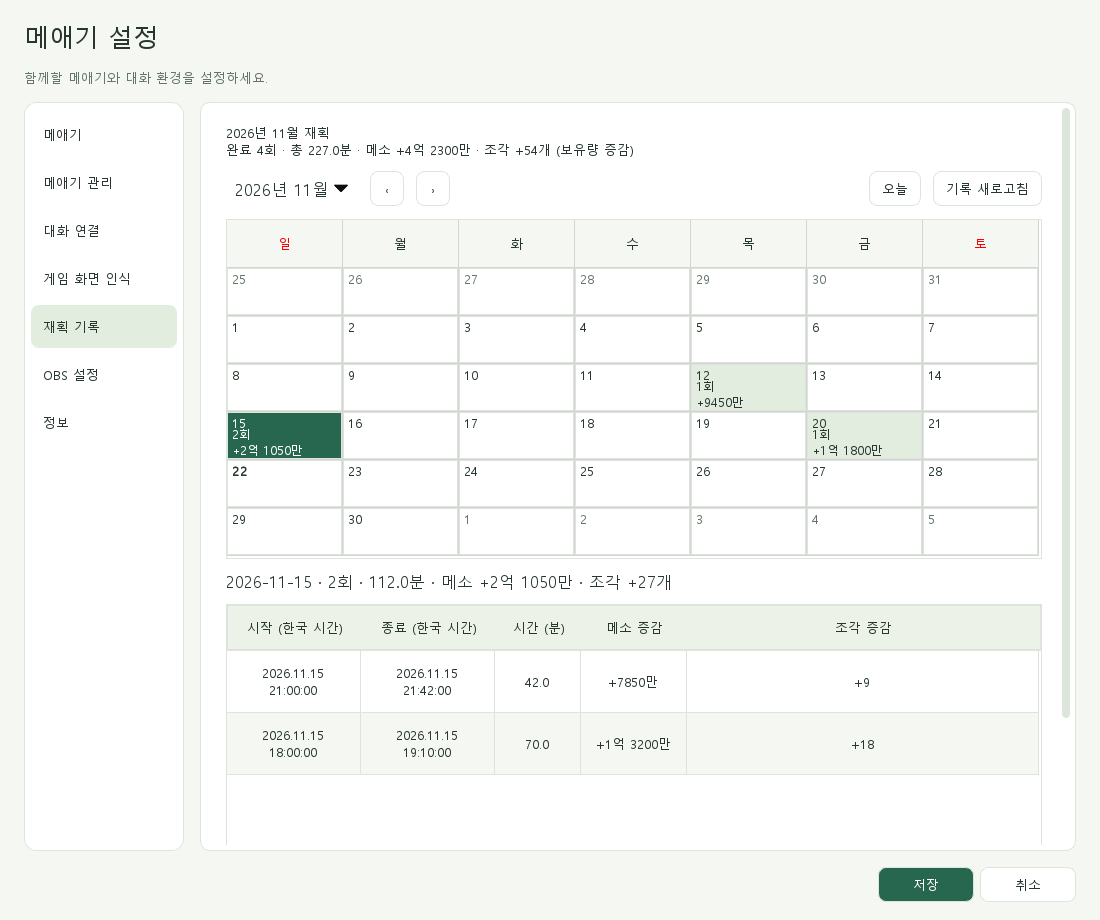 메애기 설정
함께할 메애기와 대화 환경을 설정하세요.
메애기
메애기 관리
대화 연결
게임 화면 인식
재획 기록
OBS 설정
정보
2026년 11월 재획
완료 4회 · 총 227.0분 · 메소 +4억 2300만 · 조각 +54개 (보유량 증감)
2026년 11월 ‹ › 오늘 기록 새로고침
일 월 화 수 목 금 토
25 26 27 28 29 30 31
1 2 3 4 5 6 7
8 9 10 11 12 13 14
1회
+9450만
15 16 17 18 19 20 21
2회 1회
+2억 1050만 +1억 1800만
22 23 24 25 26 27 28
29 30 1 2 3 4 5
2026-11-15 · 2회 · 112.0분 · 메소 +2억 1050만 · 조각 +27개
시작 (한국 시간) 종료 (한국 시간) 시간 (분) 메소 증감 조각 증감
2026.11.15 2026.11.15
21:00:00 21:42:00 42.0 +7850만 +9
2026.11.15 2026.11.15
18:00:00 19:10:00 70.0 +1억 3200만 +18
저장 취소